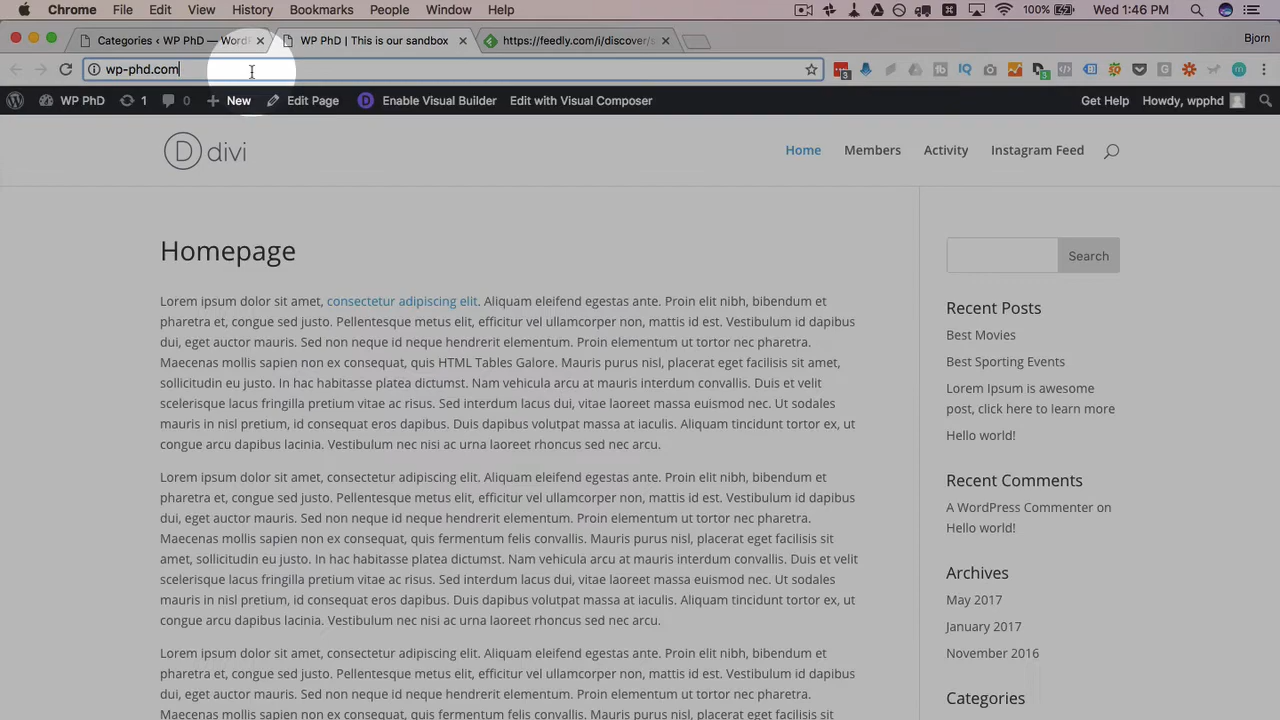 Chrome File Edit View History Bookmarks People Window Help 100% Wed 1:46 PM
Categories ‹ WP PhD — Word WP PhD | This is our sandbox https://feedly.com/i/discover/s Bjorn
wp-phd.com 3 3
WP PhD 1 0 New Edit Page Enable Visual Builder Edit with Visual Composer Get Help Howdy, wpphd
D divi Home Members Activity Instagram Feed
Homepage
Lorem ipsum dolor sit amet, consectetur adipiscing elit. Aliquam eleifend egestas ante. Proin elit nibh, bibendum et
pharetra et, congue sed justo. Pellentesque metus elit, efficitur vel ullamcorper non, mattis id est. Vestibulum id dapibus
dui, eget auctor mauris. Sed non neque id neque hendrerit elementum. Proin elementum ut tortor nec pharetra.
Maecenas mollis sapien non ex consequat, quis HTML Tables Galore. Mauris purus nisl, placerat eget facilisis sit amet,
sollicitudin eu justo. In hac habitasse platea dictumst. Nam vehicula arcu at mauris interdum convallis. Duis et velit
scelerisque lacus fringilla pretium vitae ac risus. Sed interdum lacus dui, vitae laoreet massa euismod nec. Ut sodales
mauris in nisl pretium, id consequat eros dapibus. Duis dapibus volutpat massa at iaculis. Aliquam tincidunt tortor ex, ut
congue arcu dapibus lacinia. Vestibulum nec nisi ac urna laoreet rhoncus sed nec arcu.
Lorem ipsum dolor sit amet, consectetur adipiscing elit. Aliquam eleifend egestas ante. Proin elit nibh, bibendum et
pharetra et, congue sed justo. Pellentesque metus elit, efficitur vel ullamcorper non, mattis id est. Vestibulum id dapibus
dui, eget auctor mauris. Sed non neque id neque hendrerit elementum. Proin elementum ut tortor nec pharetra.
Maecenas mollis sapien non ex consequat, quis fermentum felis convallis. Mauris purus nisl, placerat eget facilisis sit
amet, sollicitudin eu justo. In hac habitasse platea dictumst. Nam vehicula arcu at mauris interdum convallis. Duis et velit
scelerisque lacus fringilla pretium vitae ac risus. Sed interdum lacus dui, vitae laoreet massa euismod nec. Ut sodales
mauris in nisl pretium, id consequat eros dapibus. Duis dapibus volutpat massa at iaculis. Aliquam tincidunt tortor ex, ut
congue arcu dapibus lacinia. Vestibulum nec nisi ac urna laoreet rhoncus sed nec arcu.
Lorem ipsum dolor sit amet, consectetur adipiscing elit. Aliquam eleifend egestas ante. Proin elit nibh, bibendum et
pharetra et, congue sed justo. Pellentesque metus elit, efficitur vel ullamcorper non, mattis id est. Vestibulum id dapibus
dui, eget auctor mauris. Sed non neque id neque hendrerit elementum. Proin elementum ut tortor nec pharetra.
Maecenas mollis sapien non ex consequat, quis fermentum felis convallis. Mauris purus nisl, placerat eget facilisis sit
Search
Recent Posts
Best Movies
Best Sporting Events
Lorem Ipsum is awesome
post, click here to learn more
Hello world!
Recent Comments
A WordPress Commenter on
Hello world!
Archives
May 2017
January 2017
November 2016
Categories